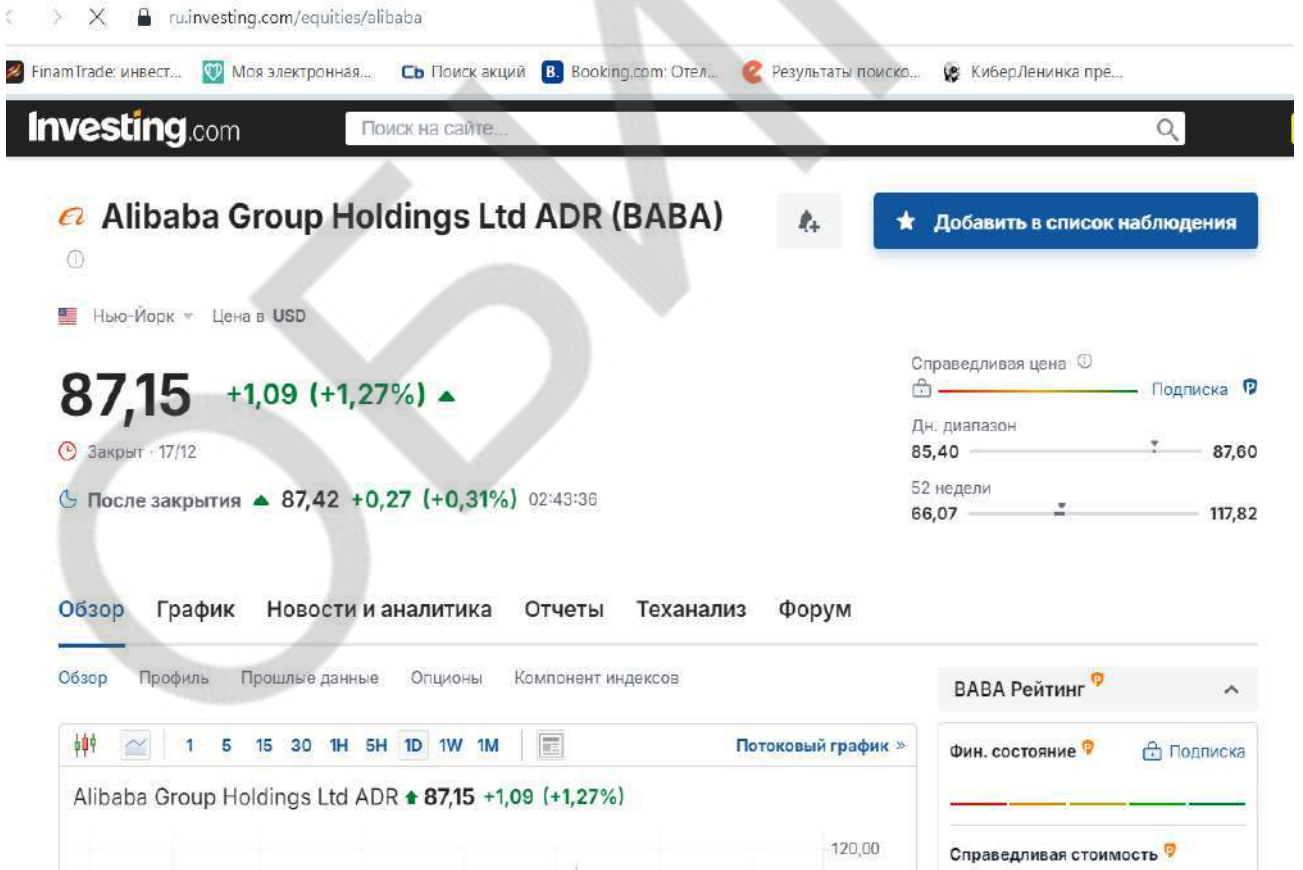 ru.investing.com/equities/alibaba
FinamTrade: инвест... Моя электронная... Сь Поиск акций B. Booking.com: Отел... Результаты поиско... КиберЛенинка пре...
Investing.com Поиск на сайте...
Alibaba Group Holdings Ltd ADR (BABA) Добавить в список наблюдения
Нью-Йорк Цена в USD
87,15 +1,09 (+1,27%)
Закрыт · 17/12
После закрытия 87,42 +0,27 (+0,31%) 02:43:36
Справедливая цена
Подписка
Дн. диапазон
85,40 87,60
52 недели
66,07 117,82
Обзор График Новости и аналитика Отчеты Теханализ Форум
Обзор Профиль Прошлые данные Опционы Компонент индексов
1 5 15 30 1H 5H 1D 1W 1M Потоковый график »
Alibaba Group Holdings Ltd ADR 87,15 +1,09 (+1,27%)
120,00
BABA Рейтинг
Фин. состояние Подписка
Справедливая стоимость